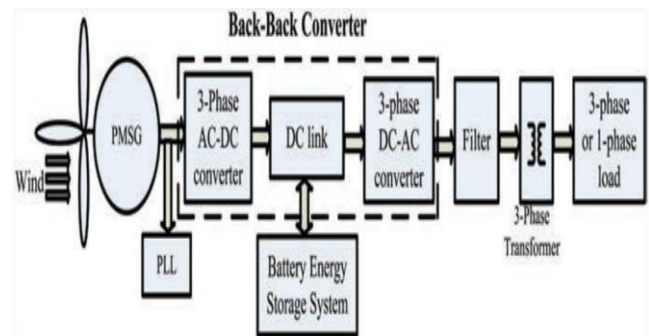 Back-Back Converter
Wind
PMSG
3-Phase
AC-DC
converter
DC link
3-phase
DC-AC
converter
Filter
3-Phase
Transformer
3-phase
or 1-phase
load
PLL
Battery Energy
Storage System